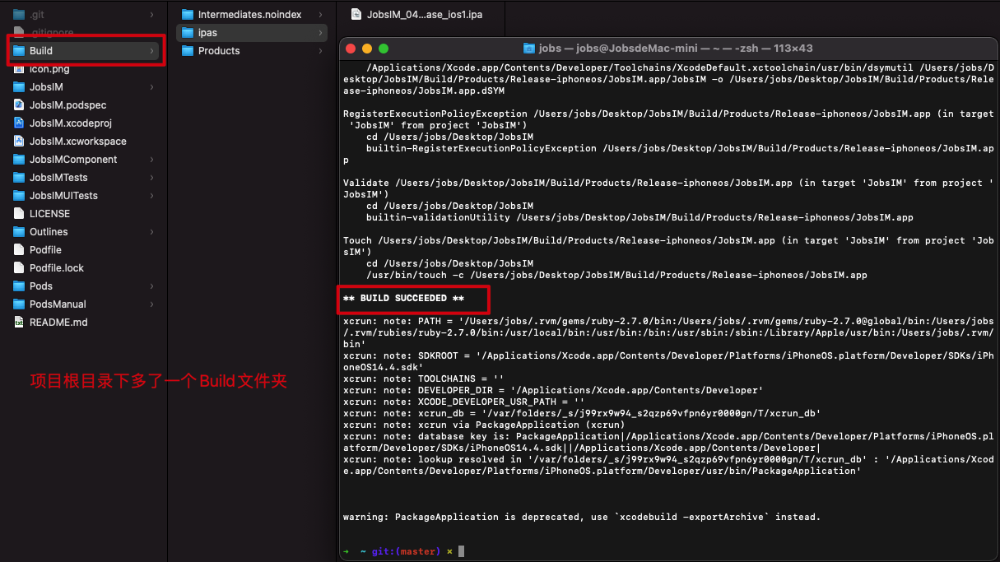 .git
.gitignore
Build
icon.png
JobsIM
JobsIM.podspec
JobsIM.xcodeproj
JobsIM.xcworkspace
JobsIMComponent
JobsIMTests
JobsIMUITests
LICENSE
Outlines
Podfile
Podfile.lock
Pods
PodsManual
README.md
项目根目录下多了一个Build文件夹
Intermediates.noindex
ipas
Products
JobsIM_04...ase_ios1.ipa
jobs — jobs@JobsdeMac-mini — ~ — -zsh — 113×43
/Applications/Xcode.app/Contents/Developer/Toolchains/XcodeDefault.xctoolchain/usr/bin/dsymutil /Users/jobs/D
esktop/JobsIM/Build/Products/Release-iphoneos/JobsIM.app/JobsIM -o /Users/jobs/Desktop/JobsIM/Build/Products/Rele
ase-iphoneos/JobsIM.app.dSYM
RegisterExecutionPolicyException /Users/jobs/Desktop/JobsIM/Build/Products/Release-iphoneos/JobsIM.app (in target
'JobsIM' from project 'JobsIM')
cd /Users/jobs/Desktop/JobsIM
builtin-RegisterExecutionPolicyException /Users/jobs/Desktop/JobsIM/Build/Products/Release-iphoneos/JobsIM.ap
p
Validate /Users/jobs/Desktop/JobsIM/Build/Products/Release-iphoneos/JobsIM.app (in target 'JobsIM' from project '
JobsIM')
cd /Users/jobs/Desktop/JobsIM
builtin-validationUtility /Users/jobs/Desktop/JobsIM/Build/Products/Release-iphoneos/JobsIM.app
Touch /Users/jobs/Desktop/JobsIM/Build/Products/Release-iphoneos/JobsIM.app (in target 'JobsIM' from project 'Job
sIM')
cd /Users/jobs/Desktop/JobsIM
/usr/bin/touch -c /Users/jobs/Desktop/JobsIM/Build/Products/Release-iphoneos/JobsIM.app
** BUILD SUCCEEDED **
xcrun: note: PATH = '/Users/jobs/.rvm/gems/ruby-2.7.0/bin:/Users/jobs/.rvm/gems/ruby-2.7.0@global/bin:/Users/jobs
/.rvm/rubies/ruby-2.7.0/bin:/usr/local/bin:/usr/bin:/bin:/usr/sbin:/sbin:/Library/Apple/usr/bin:/Users/jobs/.rvm/
bin'
xcrun: note: SDKROOT = '/Applications/Xcode.app/Contents/Developer/Platforms/iPhoneOS.platform/Developer/SDKs/iPh
oneOS14.4.sdk'
xcrun: note: TOOLCHAINS = ''
xcrun: note: DEVELOPER_DIR = '/Applications/Xcode.app/Contents/Developer'
xcrun: note: XCODE_DEVELOPER_USR_PATH = ''
xcrun: note: xcrun_db = '/var/folders/_s/j99rx9w94_s2qzp69vfpn6yr0000gn/T/xcrun_db'
xcrun: note: xcrun via PackageApplication (xcrun)
xcrun: note: database key is: PackageApplication|/Applications/Xcode.app/Contents/Developer/Platforms/iPhoneOS.pl
atform/Developer/SDKs/iPhoneOS14.4.sdk||/Applications/Xcode.app/Contents/Developer|
xcrun: note: lookup resolved in '/var/folders/_s/j99rx9w94_s2qzp69vfpn6yr0000gn/T/xcrun_db' : '/Applications/Xcod
e.app/Contents/Developer/Platforms/iPhoneOS.platform/Developer/usr/bin/PackageApplication'
warning: PackageApplication is deprecated, use `xcodebuild -exportArchive` instead.
➜ ~ git:(master) ×